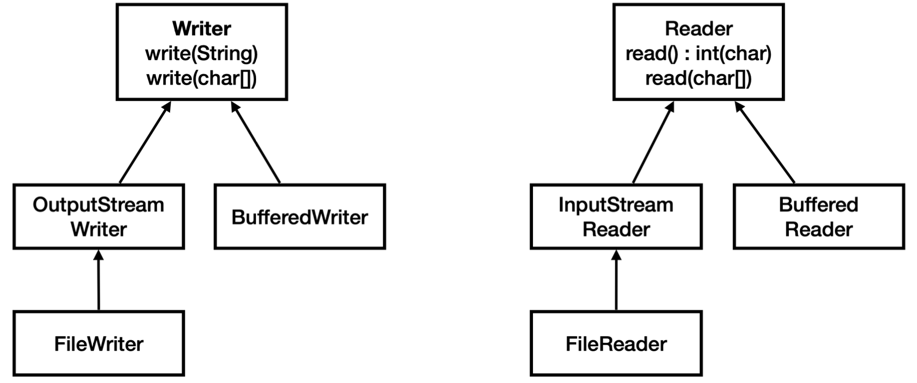 Writer
write(String)
write(char[])
Reader
read() : int(char)
read(char[])
OutputStream
Writer
BufferedWriter
InputStream
Reader
Buffered
Reader
FileWriter
FileReader